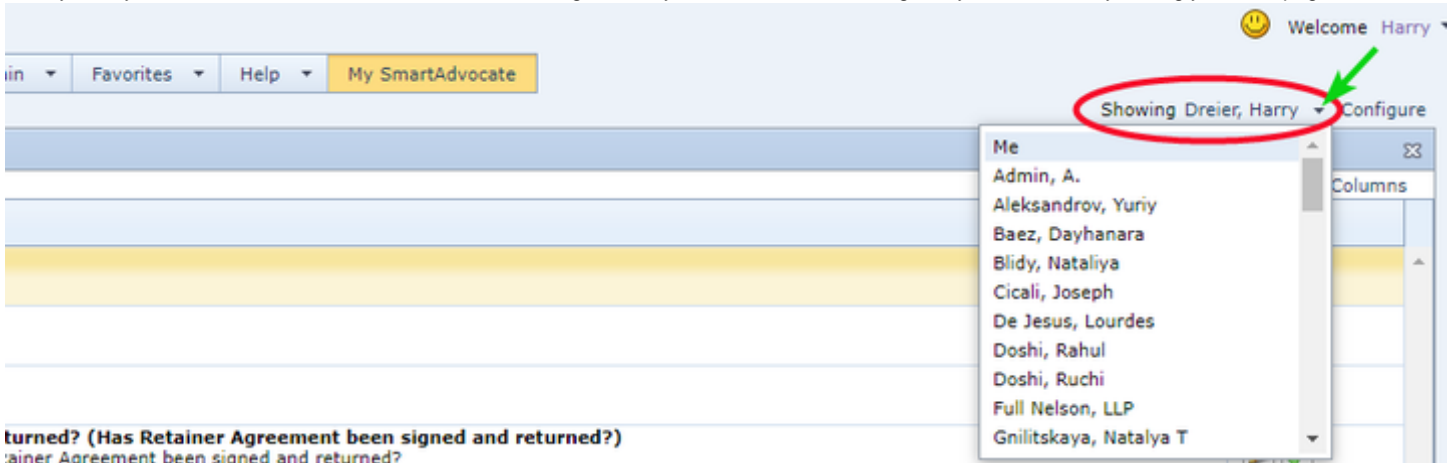 Welcome Harry
in Favorites Help My SmartAdvocate
Showing Dreier, Harry Configure
Me
Columns
Admin, A.
Aleksandrov, Yuriy
Baez, Dayhanara
Blidy, Nataliya
Cicali, Joseph
De Jesus, Lourdes
Doshi, Rahul
Doshi, Ruchi
Full Nelson, LLP
Gnilitskaya, Natalya T
turned? (Has Retainer Agreement been signed and returned?)
tainer Agreement been signed and returned?